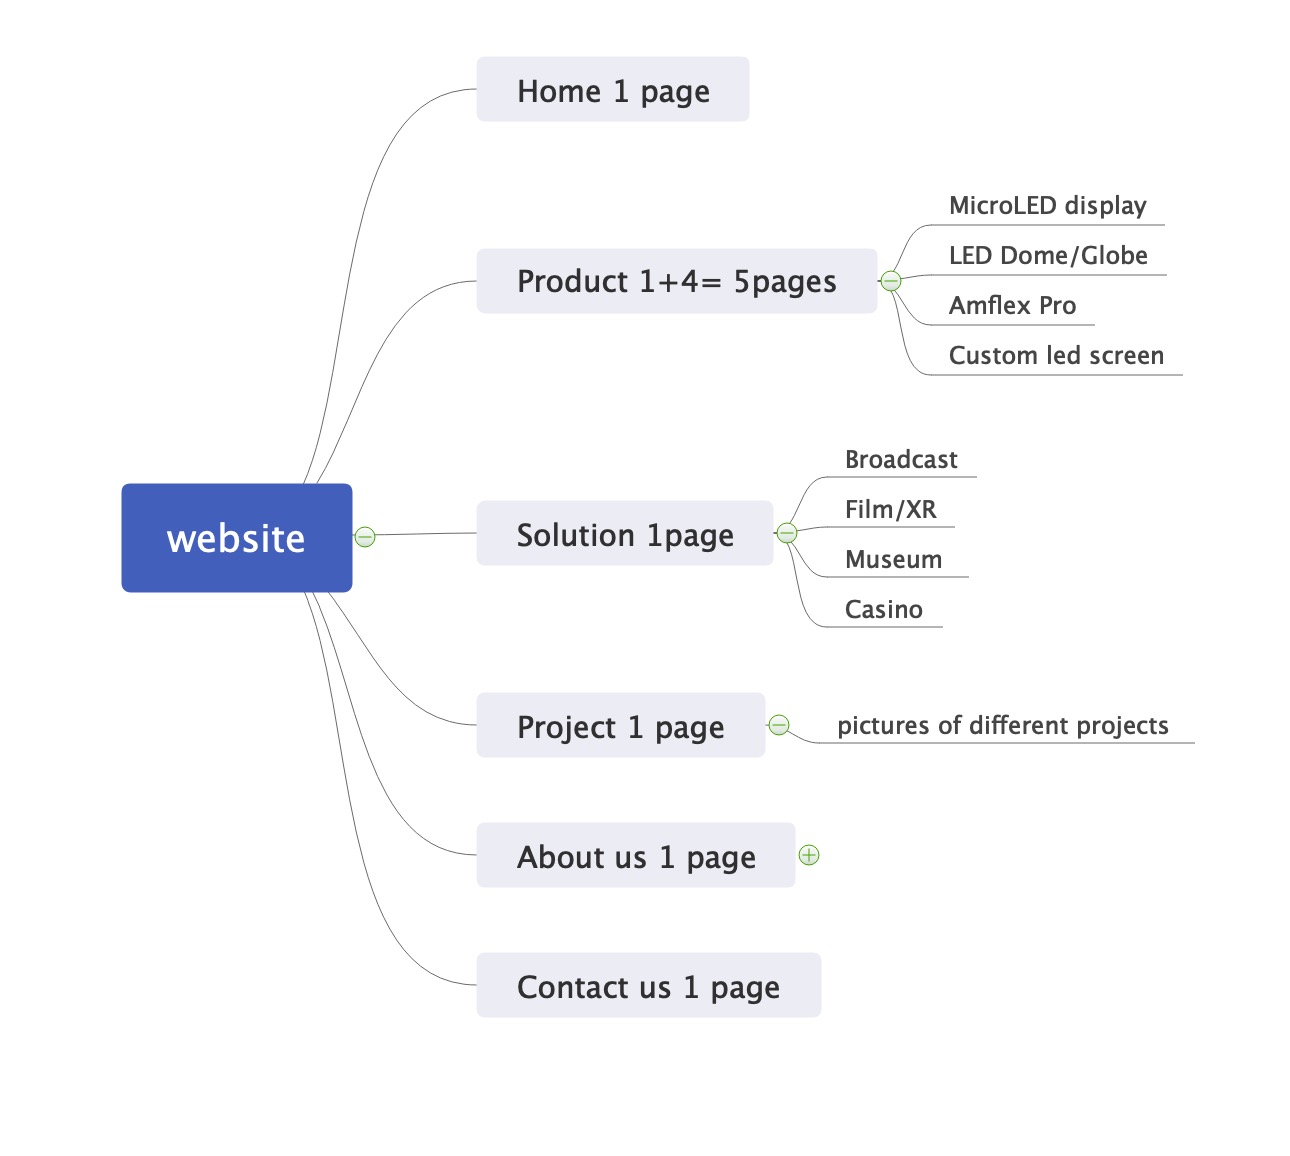 Home 1 page
Product 1+4= 5pages
MicroLED display
LED Dome/Globe
Amflex Pro
Custom led screen
website
Solution 1page
Broadcast
Film/XR
Museum
Casino
Project 1 page
pictures of different projects
About us 1 page
Contact us 1 page